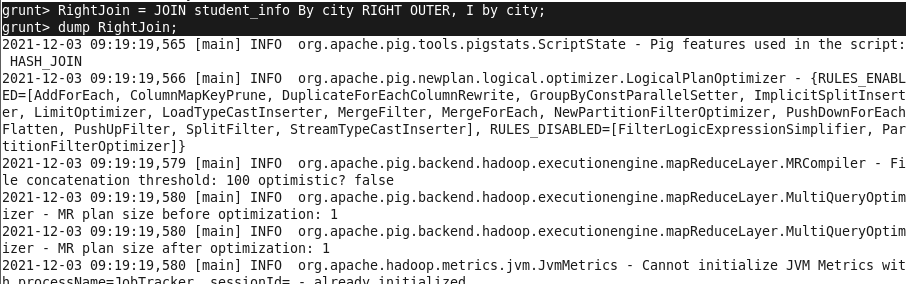 grunt> RightJoin = JOIN student_info By city RIGHT OUTER, I by city;
grunt> dump RightJoin;
2021-12-03 09:19:19,565 [main] INFO  org.apache.pig.tools.pigstats.ScriptState - Pig features used in the script:
 HASH_JOIN
2021-12-03 09:19:19,566 [main] INFO  org.apache.pig.newplan.logical.optimizer.LogicalPlanOptimizer - {RULES_ENABL
ED=[AddForEach, ColumnMapKeyPrune, DuplicateForEachColumnRewrite, GroupByConstParallelSetter, ImplicitSplitInsert
er, LimitOptimizer, LoadTypeCastInserter, MergeFilter, MergeForEach, NewPartitionFilterOptimizer, PushDownForEach
Flatten, PushUpFilter, SplitFilter, StreamTypeCastInserter], RULES_DISABLED=[FilterLogicExpressionSimplifier, Par
titionFilterOptimizer]}
2021-12-03 09:19:19,579 [main] INFO  org.apache.pig.backend.hadoop.executionengine.mapReduceLayer.MRCompiler - Fi
le concatenation threshold: 100 optimistic? false
2021-12-03 09:19:19,580 [main] INFO  org.apache.pig.backend.hadoop.executionengine.mapReduceLayer.MultiQueryOptim
izer - MR plan size before optimization: 1
2021-12-03 09:19:19,580 [main] INFO  org.apache.pig.backend.hadoop.executionengine.mapReduceLayer.MultiQueryOptim
izer - MR plan size after optimization: 1
2021-12-03 09:19:19,580 [main] INFO  org.apache.hadoop.metrics.jvm.JvmMetrics - Cannot initialize JVM Metrics wit
h processName=JobTracker, sessionId= - already initialized